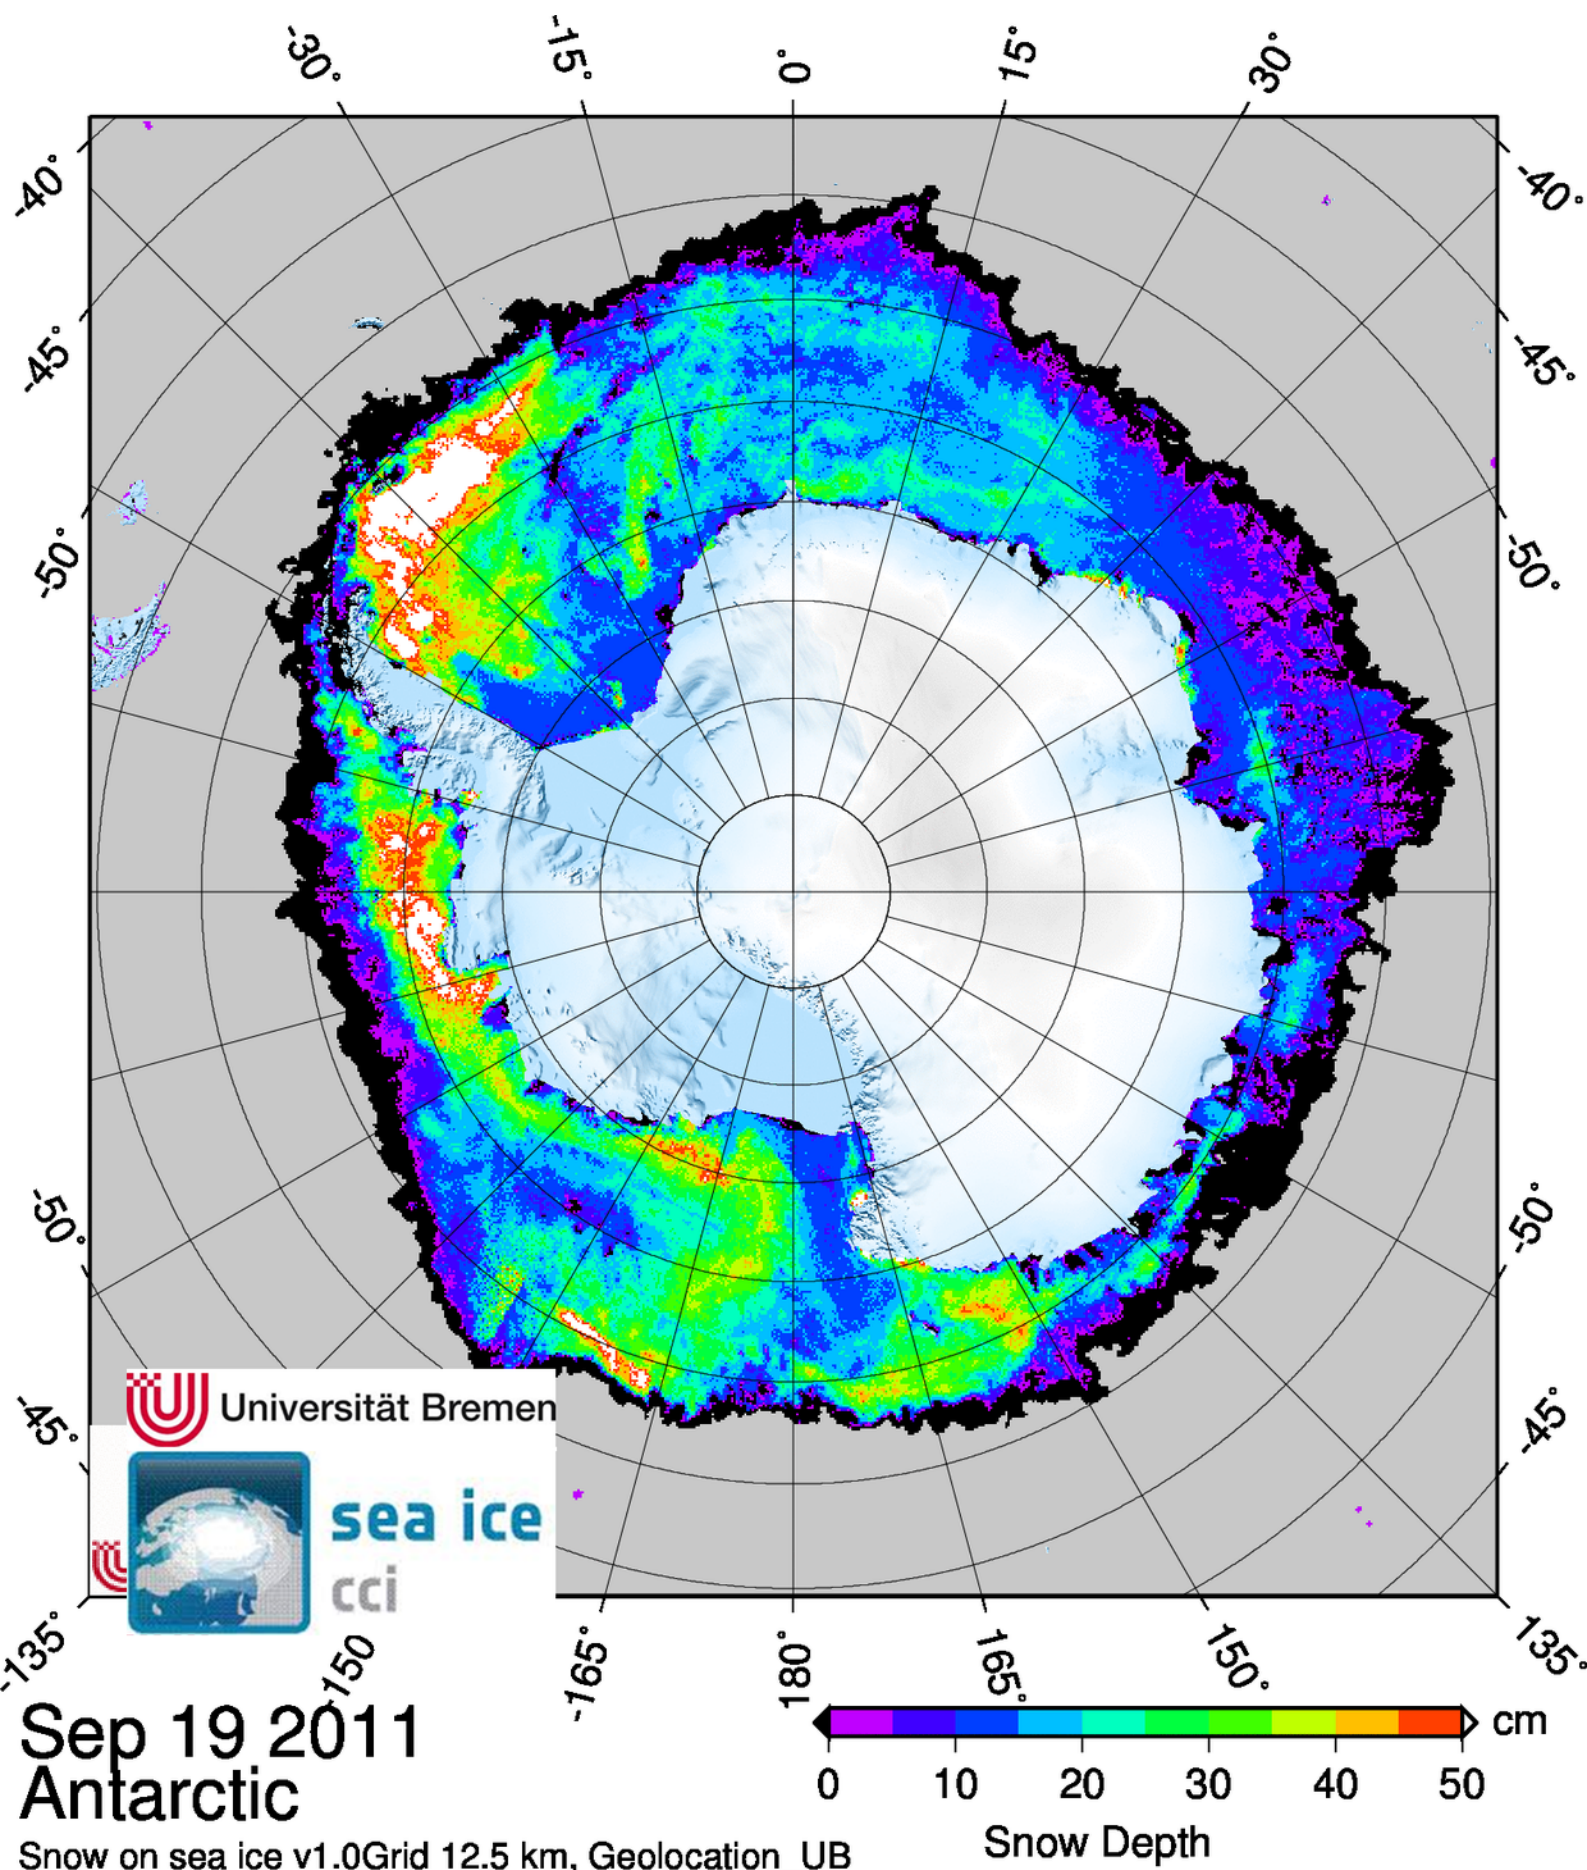 -30° -15° 0° 15° 30°
-40° -40°
-45° -45°
-50° -50°
-50° -50°
-45° -45°
Universität Bremen
sea ice
cci
-135° -150 -165° 180° 165° 150° 135°
Sep 19 2011
Antarctic
Snow on sea ice v1.0Grid 12.5 km, Geolocation UB
cm
0 10 20 30 40 50
Snow Depth